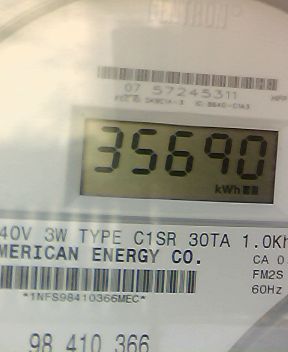 CENTRON®
07 57245311
35690
kWh
40V 3W TYPE C1SR 30TA 1.0Kh
MERICAN ENERGY CO.
CA 0
FM2S
60Hz
*1NFS98410366MEC*
98 410 366